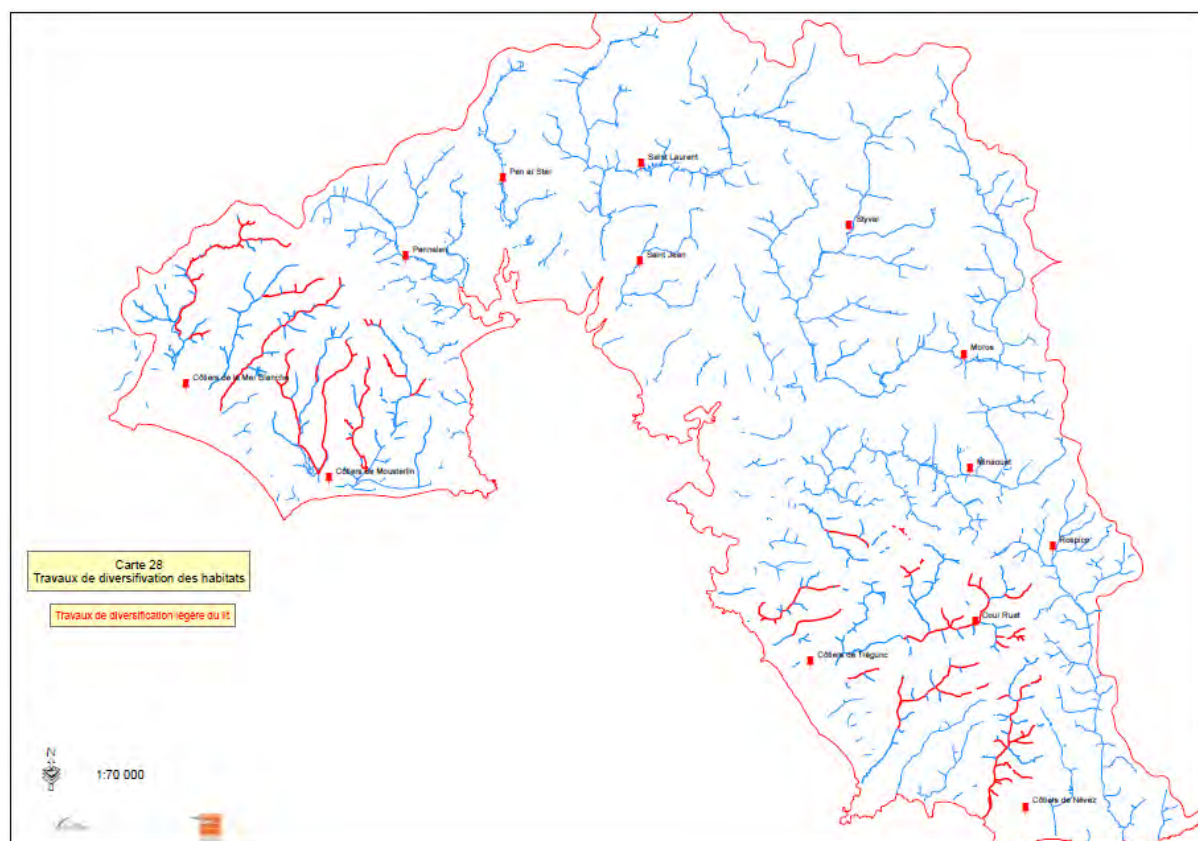 Saint Laurent
Pen ar Stêr
Styval
Pennalen
Saint Jean
Moros
Côtiers de la Mer Blanche
Minaouet
Côtiers de Mousterlin
Rospico
Carte 28
Travaux de diversifivation des habitats
Travaux de diversification légère du lit
Dour Ruat
Côtiers de Trégunc
N
1:70 000
Côtiers de Névez